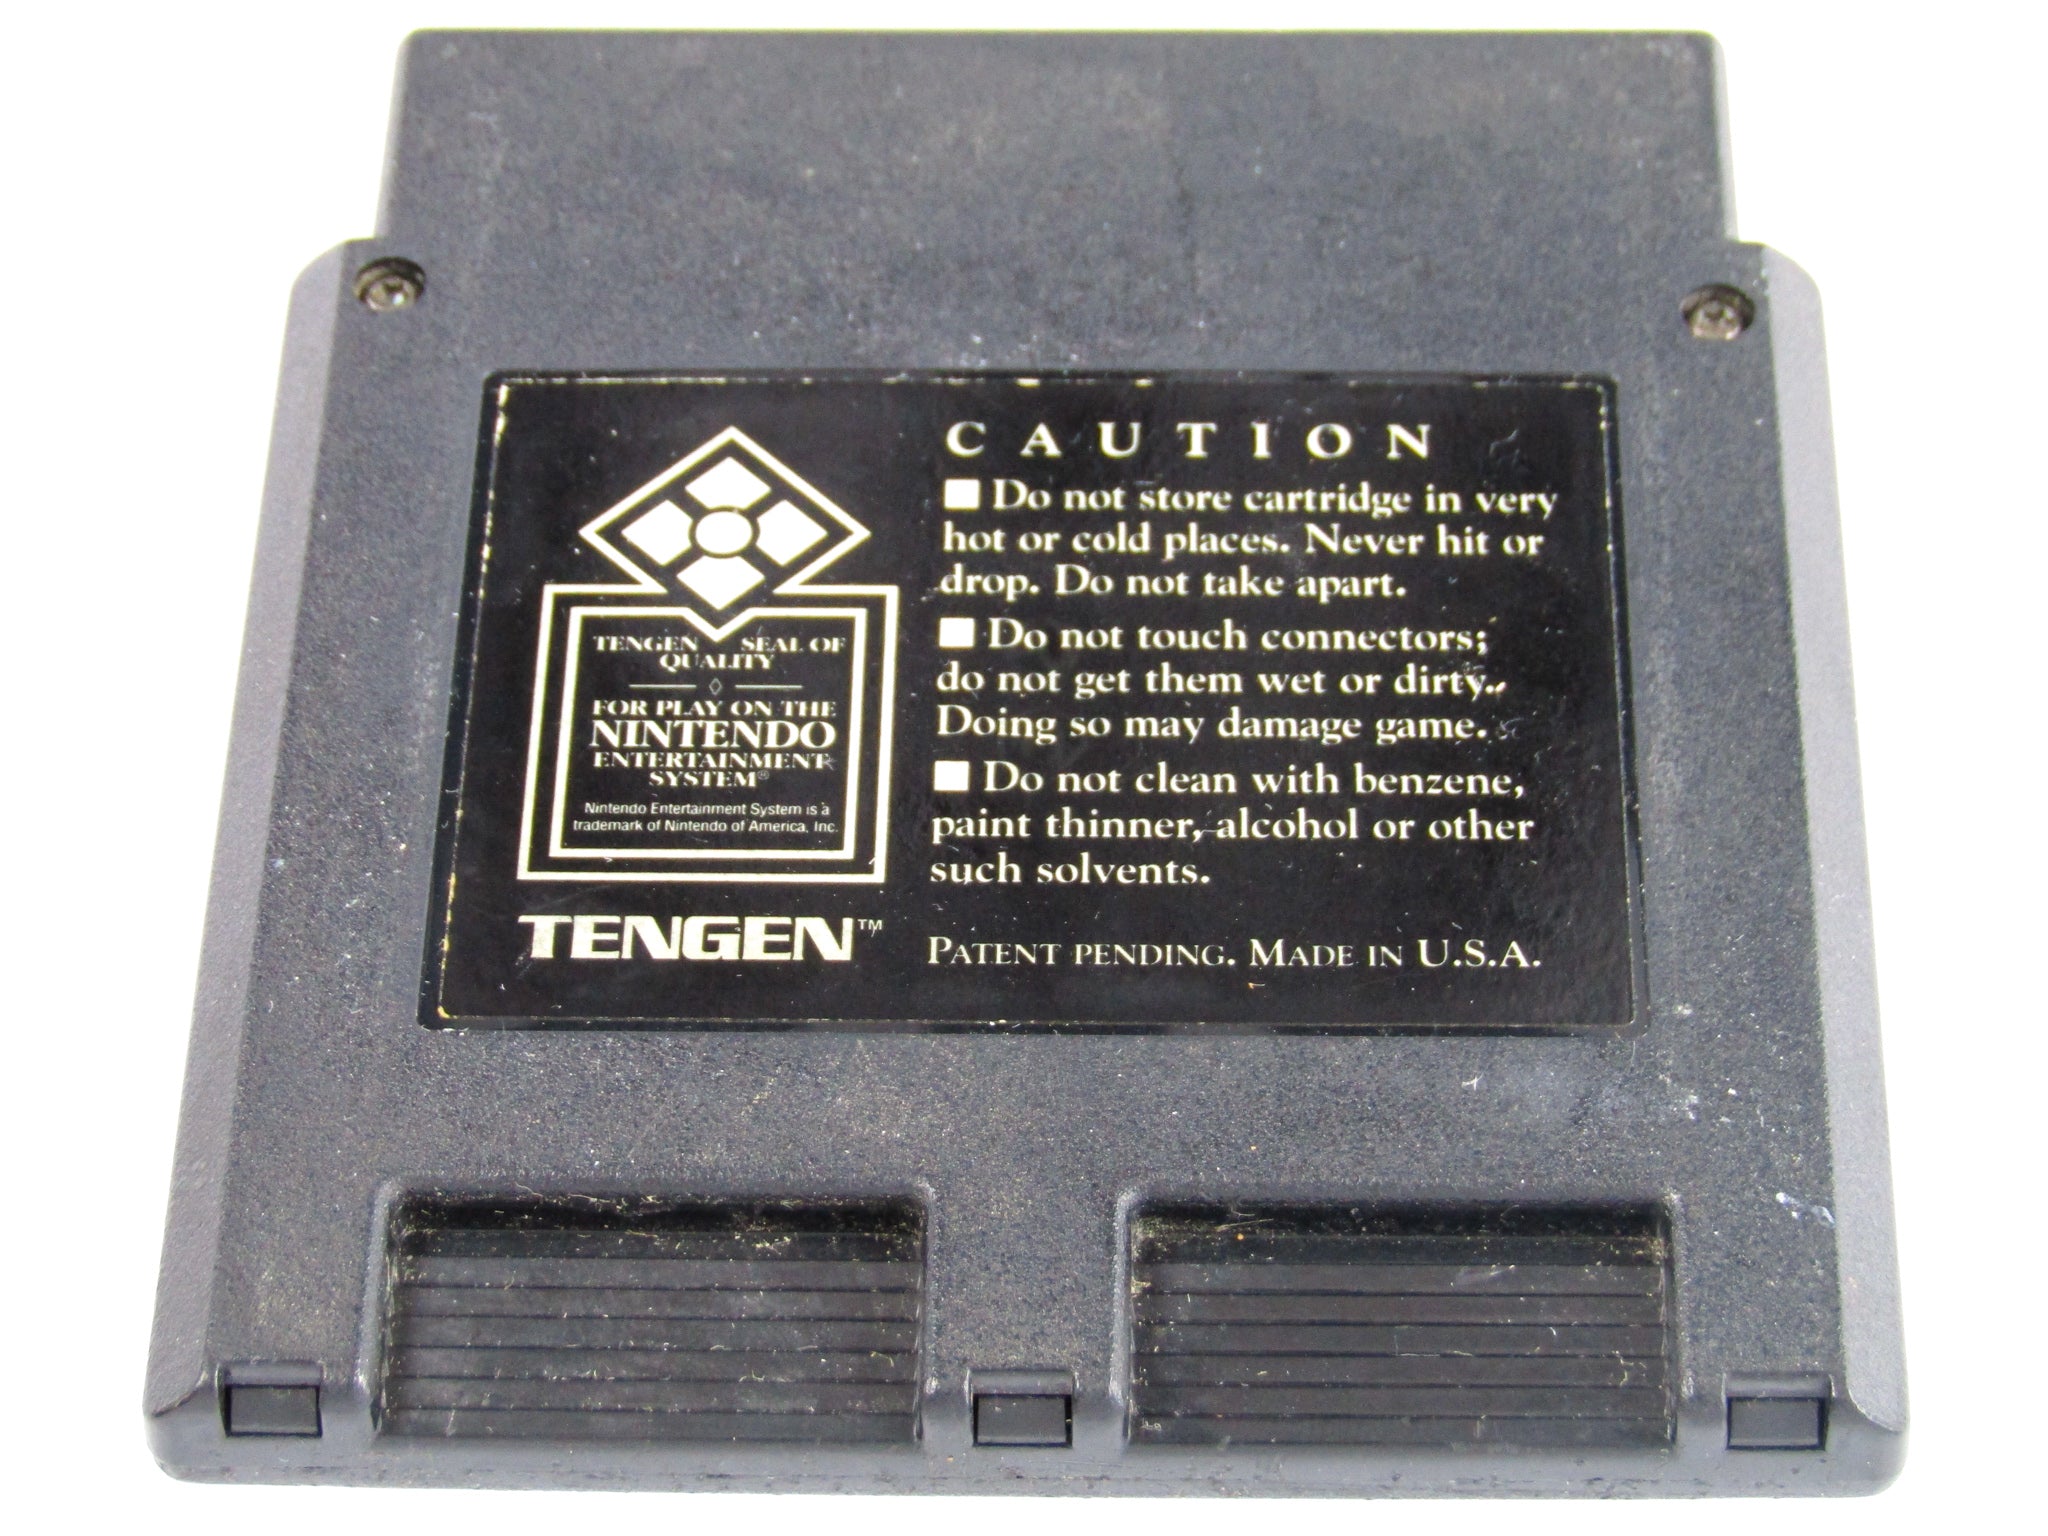 TENGEN SEAL OF
QUALITY
FOR PLAY ON THE
NINTENDO
ENTERTAINMENT
SYSTEM®
Nintendo Entertainment System is a
trademark of Nintendo of America, Inc.
TENGEN™
CAUTION
■ Do not store cartridge in very
hot or cold places. Never hit or
drop. Do not take apart.
■ Do not touch connectors;
do not get them wet or dirty.
Doing so may damage game.
■ Do not clean with benzene,
paint thinner, alcohol or other
such solvents.
PATENT PENDING. MADE IN U.S.A.